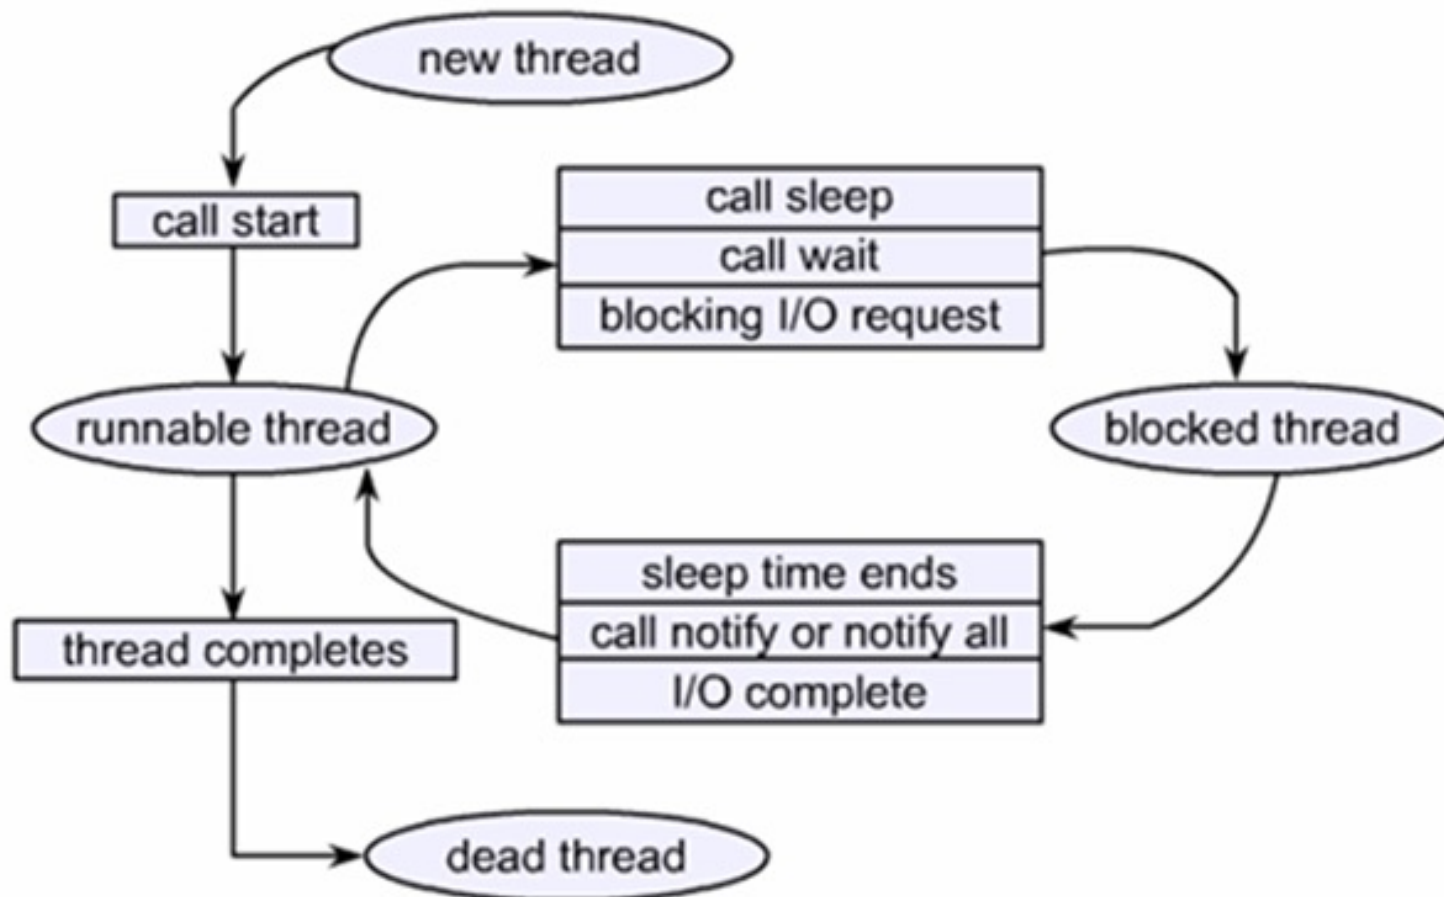 new thread
call start
call sleep
call wait
blocking I/O request
runnable thread
blocked thread
sleep time ends
call notify or notify all
I/O complete
thread completes
dead thread